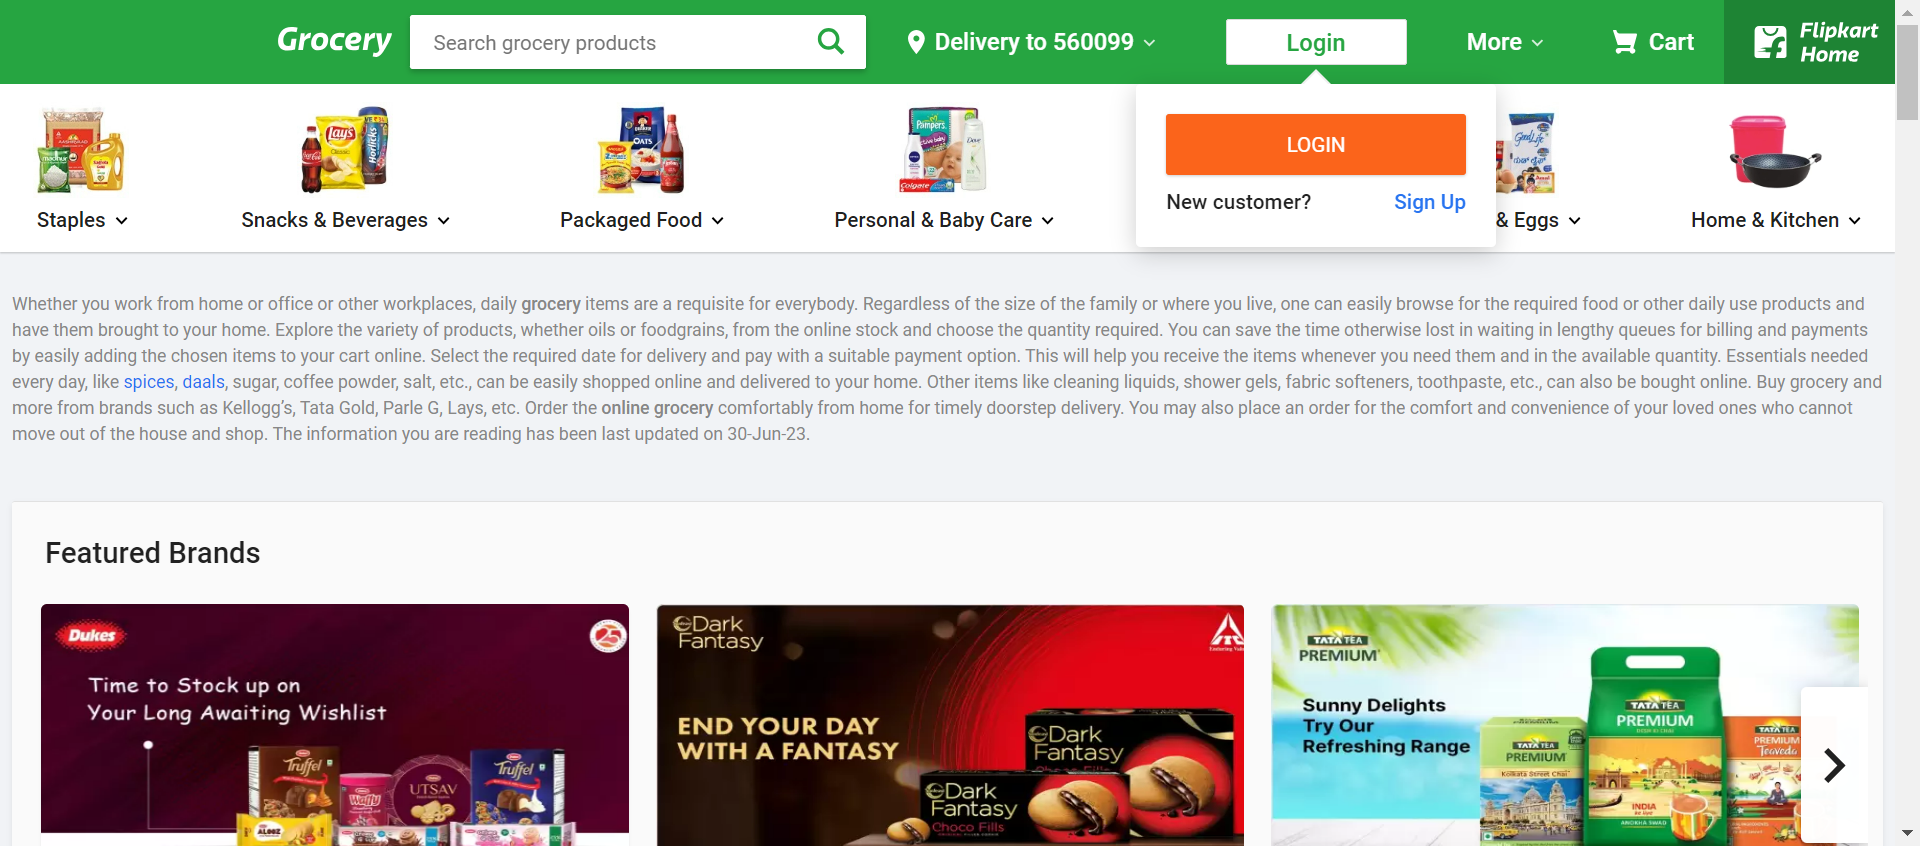 Grocery
Search grocery products
Delivery to 560099
Login
More
Cart
Flipkart
Home
LOGIN
New customer?
Sign Up
Staples
Snacks & Beverages
Packaged Food
Personal & Baby Care
& Eggs
Home & Kitchen
Whether you work from home or office or other workplaces, daily grocery items are a requisite for everybody. Regardless of the size of the family or where you live, one can easily browse for the required food or other daily use products and
have them brought to your home. Explore the variety of products, whether oils or foodgrains, from the online stock and choose the quantity required. You can save the time otherwise lost in waiting in lengthy queues for billing and payments
by easily adding the chosen items to your cart online. Select the required date for delivery and pay with a suitable payment option. This will help you receive the items whenever you need them and in the available quantity. Essentials needed
every day, like spices, daals, sugar, coffee powder, salt, etc., can be easily shopped online and delivered to your home. Other items like cleaning liquids, shower gels, fabric softeners, toothpaste, etc., can also be bought online. Buy grocery and
more from brands such as Kellogg’s, Tata Gold, Parle G, Lays, etc. Order the online grocery comfortably from home for timely doorstep delivery. You may also place an order for the comfort and convenience of your loved ones who cannot
move out of the house and shop. The information you are reading has been last updated on 30-Jun-23.
Featured Brands
Dukes
25
Time to Stock up on
Your Long Awaiting Wishlist
Truffel
Waffy
UTSAV
Truffel
Dark
Fantasy
END YOUR DAY
WITH A FANTASY
Dark
Fantasy
Dark
Fantasy
Choco Fills
TATA TEA
PREMIUM
Sunny Delights
Try Our
Refreshing Range
TATA TEA
PREMIUM
Kolkata Street Chai
TATA TEA
PREMIUM
DESH KI CHAI
INDIA
TATA TEA
PREMIUM
Teaveda